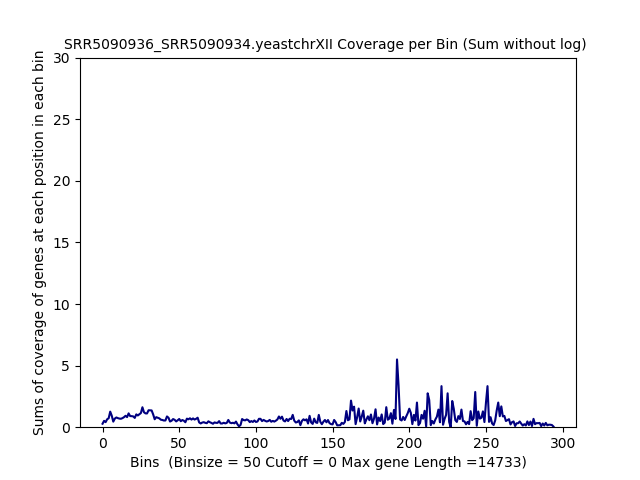 SRR5090936_SRR5090934.yeastchrXII Coverage per Bin (Sum without log)
Sums of coverage of genes at each position in each bin
30
25
20
15
10
5
0
0 50 100 150 200 250 300
Bins  (Binsize = 50 Cutoff = 0 Max gene Length =14733)